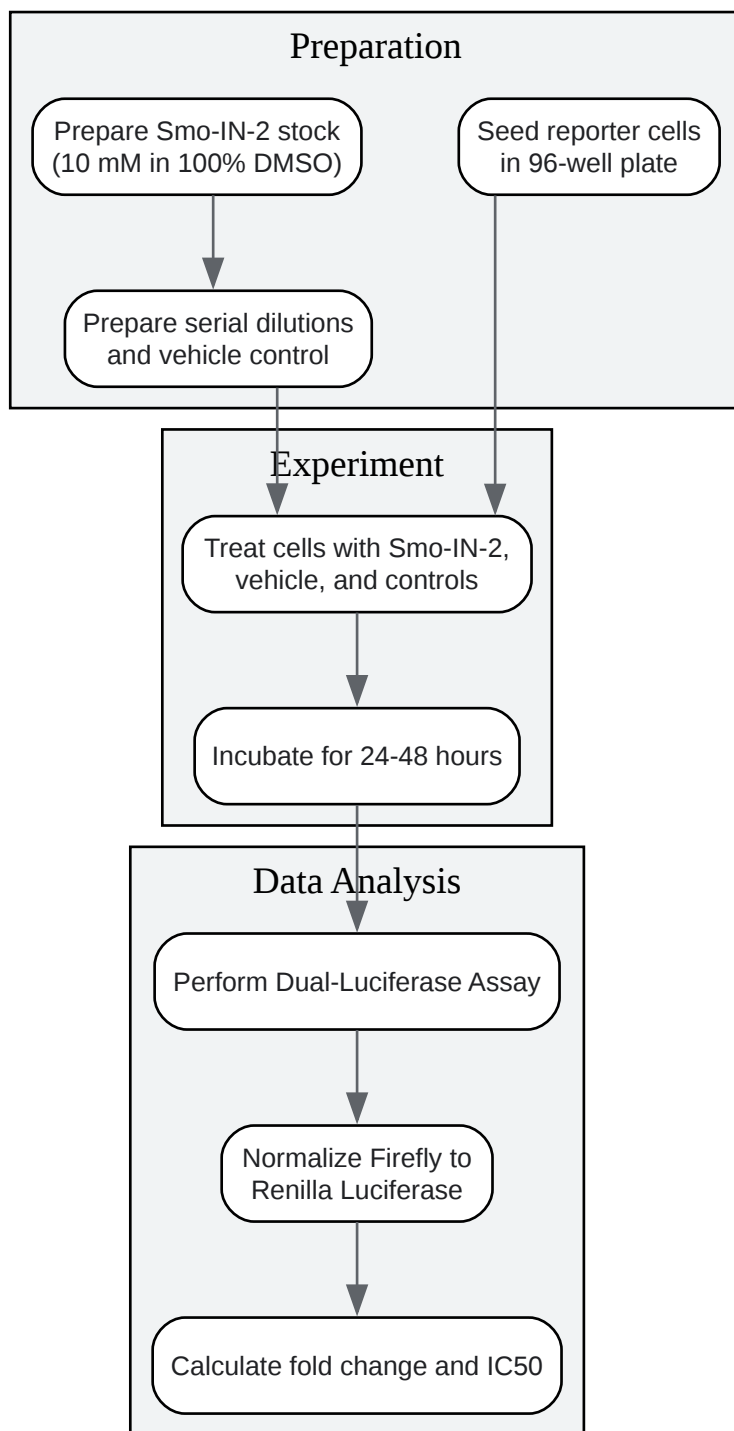 Preparation
Prepare Smo-IN-2 stock
(10 mM in 100% DMSO)
Seed reporter cells
in 96-well plate
Prepare serial dilutions
and vehicle control
Experiment
Treat cells with Smo-IN-2,
vehicle, and controls
Incubate for 24-48 hours
Data Analysis
Perform Dual-Luciferase Assay
Normalize Firefly to
Renilla Luciferase
Calculate fold change and IC50